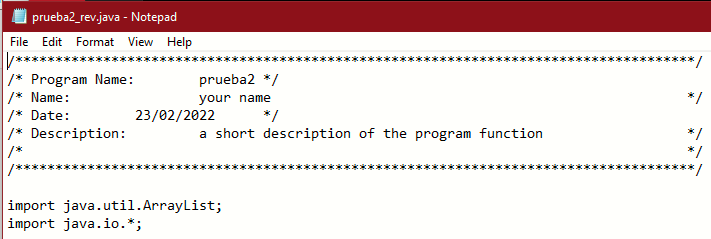 prueba2_rev.java - Notepad
File Edit Format View Help
/*************************************************************************************/
/* Program Name: prueba2 */
/* Name: your name */
/* Date: 23/02/2022 */
/* Description: a short description of the program function */
/* */
/*************************************************************************************/
import java.util.ArrayList;
import java.io.*;